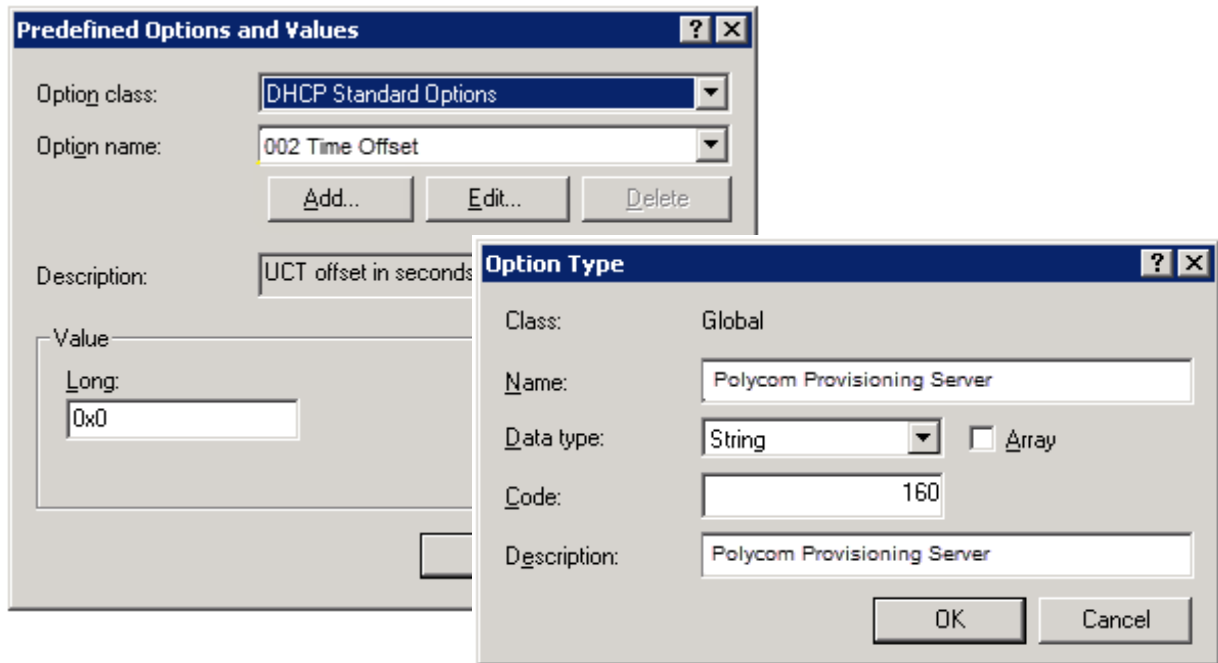 Predefined Options and Values
Option class: DHCP Standard Options
Option name: 002 Time Offset
Add... Edit... Delete
Description: UCT offset in seconds
Value
Long:
0x0
Option Type
Class: Global
Name: Polycom Provisioning Server
Data type: String Array
Code: 160
Description: Polycom Provisioning Server
OK Cancel